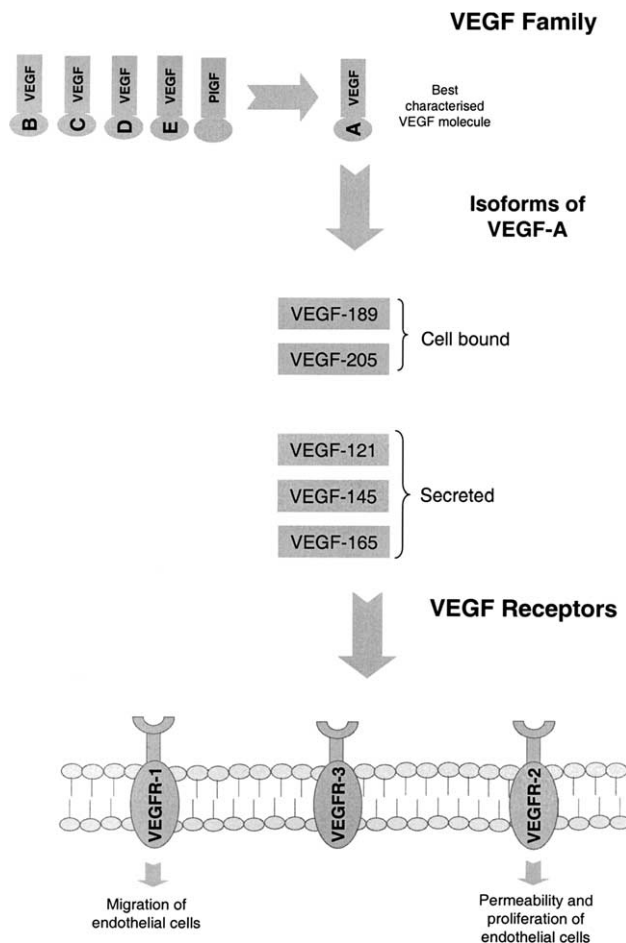 VEGF Family
VEGF B
VEGF C
VEGF D
VEGF E
PlGF
VEGF A
Best
characterised
VEGF molecule
Isoforms of
VEGF-A
VEGF-189
VEGF-205
Cell bound
VEGF-121
VEGF-145
VEGF-165
Secreted
VEGF Receptors
VEGFR-1
VEGFR-3
VEGFR-2
Migration of
endothelial cells
Permeability and
proliferation of
endothelial cells